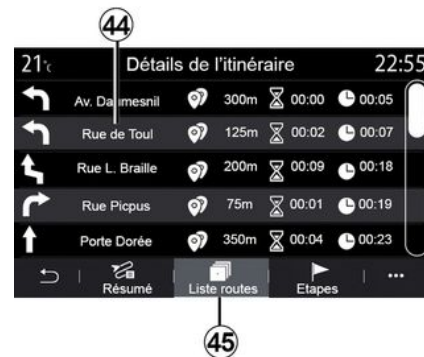 44
21°c Détails de l'itinéraire 22:55
Av. Daumesnil 300m 00:00 00:05
Rue de Toul 125m 00:02 00:07
Rue L. Braille 200m 00:09 00:18
Rue Picpus 75m 00:01 00:19
Porte Dorée 350m 00:04 00:23
Résumé Liste routes Etapes ...
45